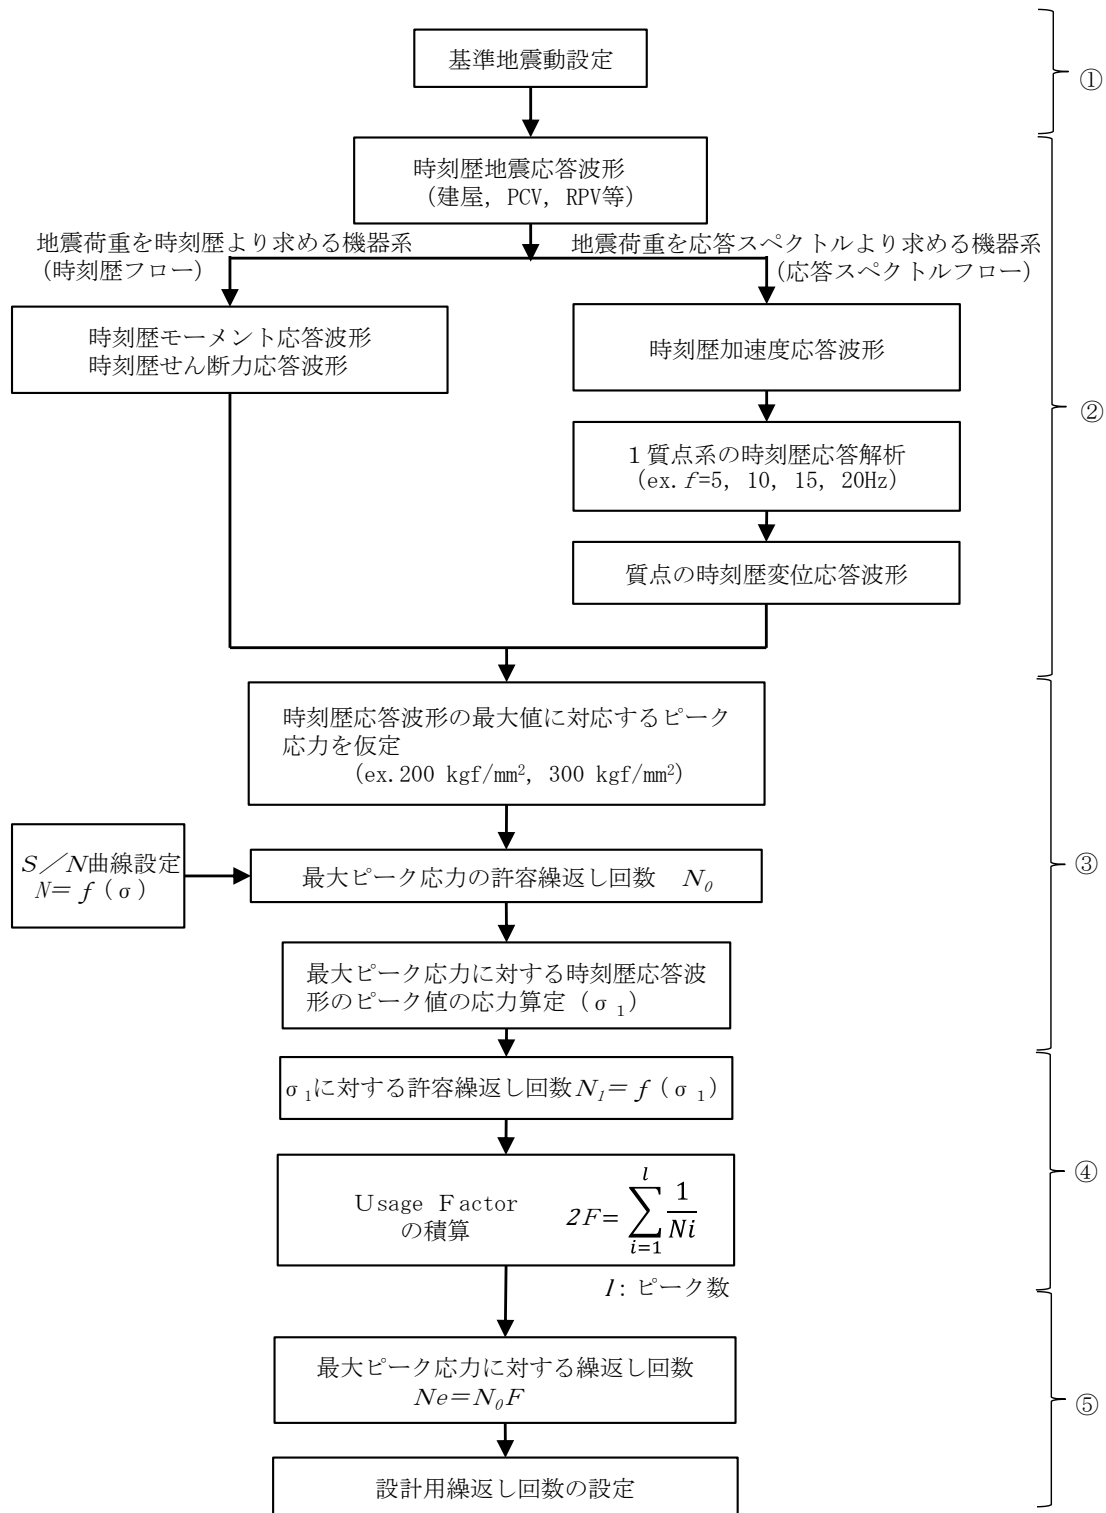 基準地震動設定
①
時刻歴地震応答波形
（建屋, PCV, RPV等）
地震荷重を時刻歴より求める機器系
（時刻歴フロー）
地震荷重を応答スペクトルより求める機器系
（応答スペクトルフロー）
時刻歴モーメント応答波形
時刻歴せん断力応答波形
時刻歴加速度応答波形
１質点系の時刻歴応答解析
（ex. f=5, 10, 15, 20Hz）
質点の時刻歴変位応答波形
②
時刻歴応答波形の最大値に対応するピーク
応力を仮定
（ex. 200 kgf/mm², 300 kgf/mm²）
S／N曲線設定
N＝ｆ（σ）
最大ピーク応力の許容繰返し回数　N₀
最大ピーク応力に対する時刻歴応答波
形のピーク値の応力算定（σ₁）
③
σ₁に対する許容繰返し回数N₁＝ｆ（σ₁）
Ｕsage Ｆactor
の積算
2F= ∑_{i=1}^{l} 1/Ni
l: ピーク数
④
最大ピーク応力に対する繰返し回数
Ne＝N₀F
設計用繰返し回数の設定
⑤